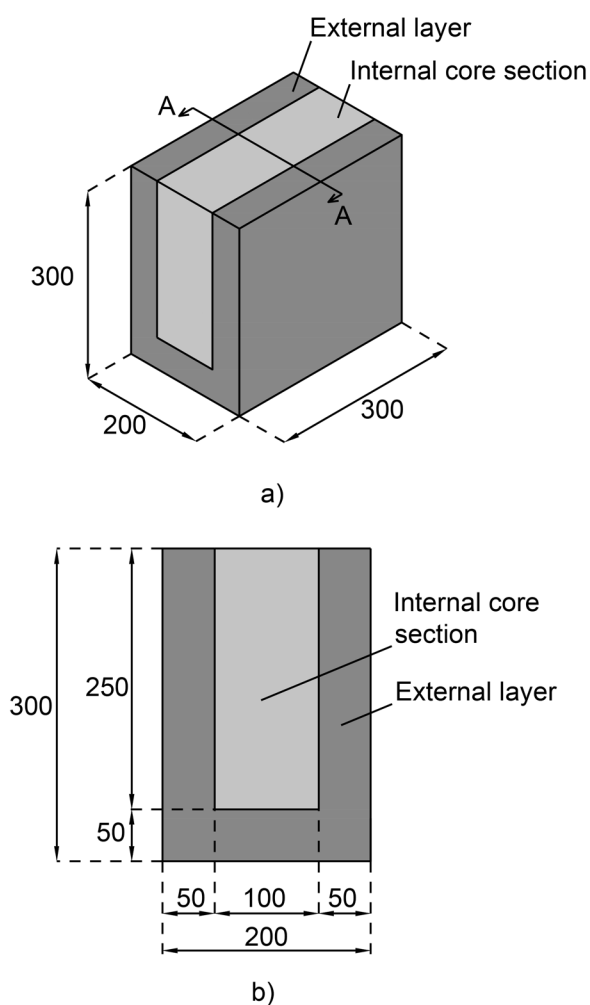 External layer
Internal core section
A
A
300
200
300
a)
300
250
50
Internal core
section
External layer
50
100
50
200
b)